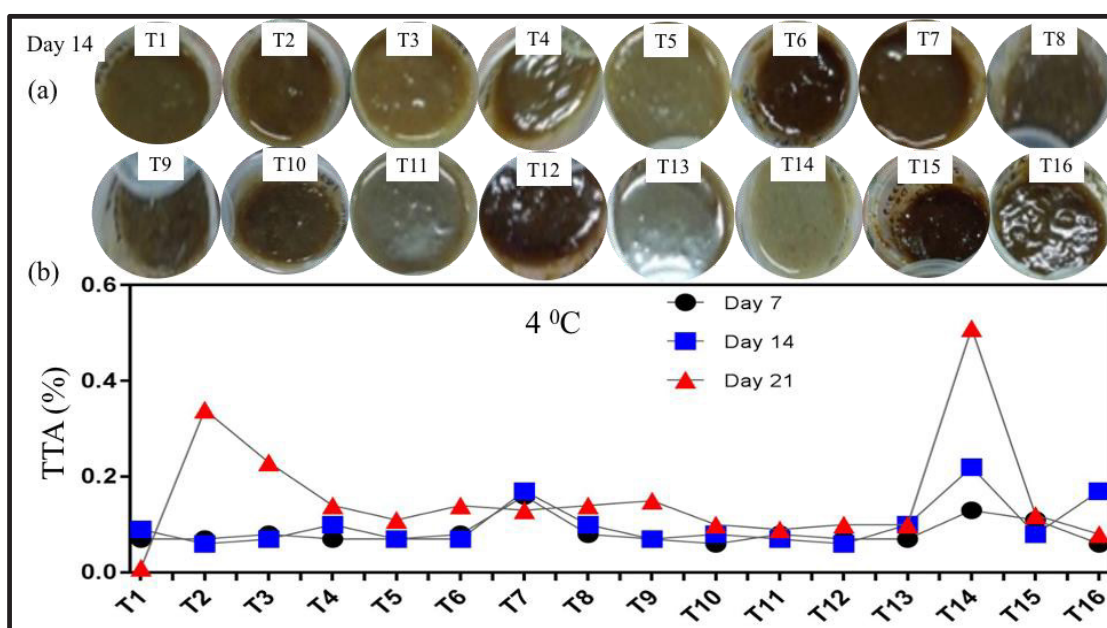 Day 14
T1 T2 T3 T4 T5 T6 T7 T8
(a)
T9 T10 T11 T12 T13 T14 T15 T16
(b)
0.6
4 ⁰C
Day 7
Day 14
Day 21
0.4
TTA (%)
0.2
0.0
T1 T2 T3 T4 T5 T6 T7 T8 T9 T10 T11 T12 T13 T14 T15 T16